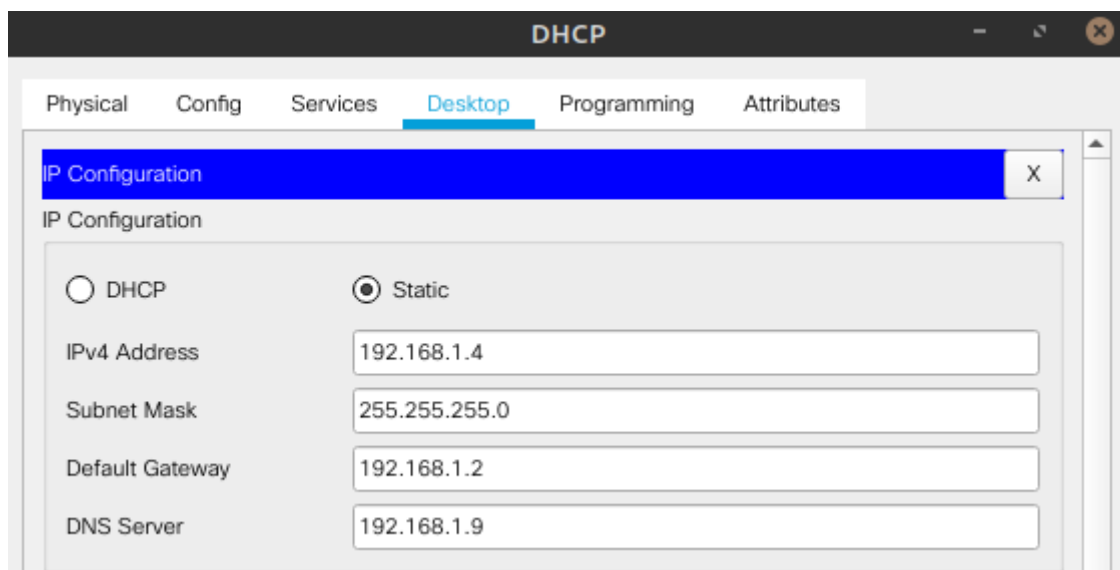 DHCP
Physical Config Services Desktop Programming Attributes
IP Configuration X
IP Configuration
DHCP Static
IPv4 Address 192.168.1.4
Subnet Mask 255.255.255.0
Default Gateway 192.168.1.2
DNS Server 192.168.1.9